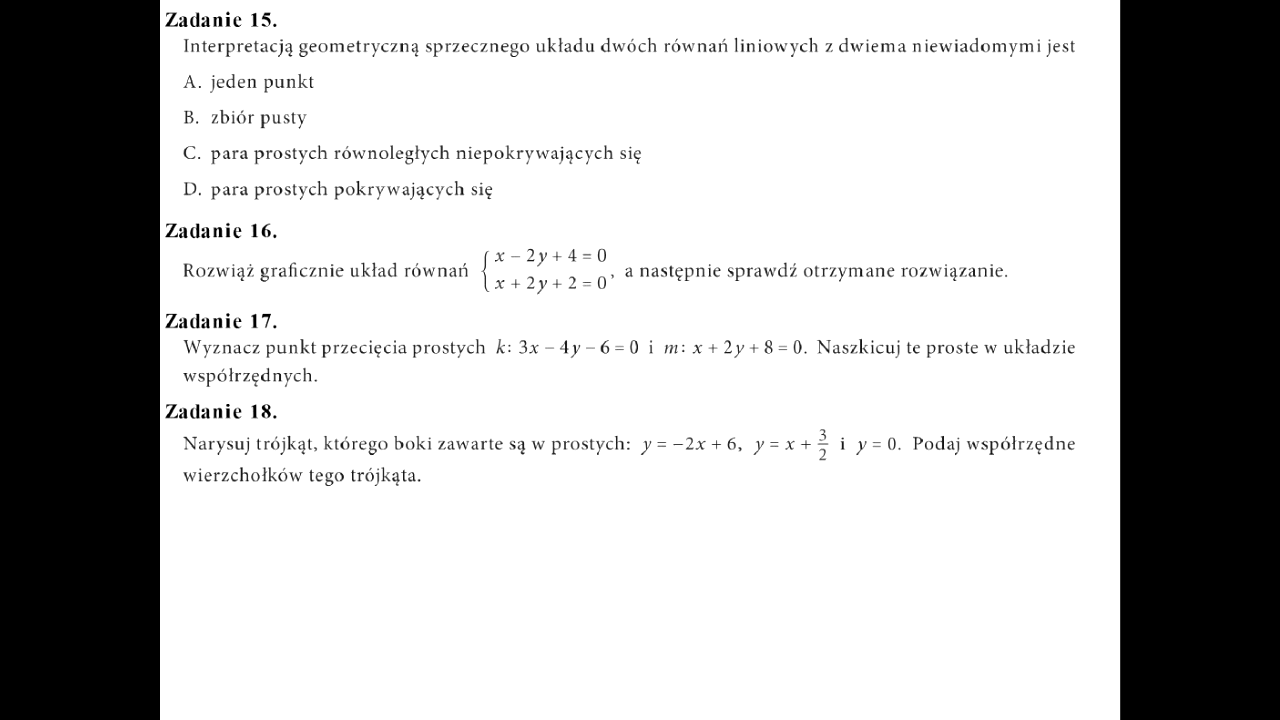 Zadanie 15.
Interpretacją geometryczną sprzecznego układu dwóch równań liniowych z dwiema niewiadomymi jest
A. jeden punkt
B. zbiór pusty
C. para prostych równoległych niepokrywających się
D. para prostych pokrywających się
Zadanie 16.
Rozwiąż graficznie układ równań { x − 2y + 4 = 0
x + 2y + 2 = 0 , a następnie sprawdź otrzymane rozwiązanie.
Zadanie 17.
Wyznacz punkt przecięcia prostych k: 3x − 4y − 6 = 0 i m: x + 2y + 8 = 0. Naszkicuj te proste w układzie
współrzędnych.
Zadanie 18.
Narysuj trójkąt, którego boki zawarte są w prostych: y = −2x + 6, y = x + 3/2 i y = 0. Podaj współrzędne
wierzchołków tego trójkąta.